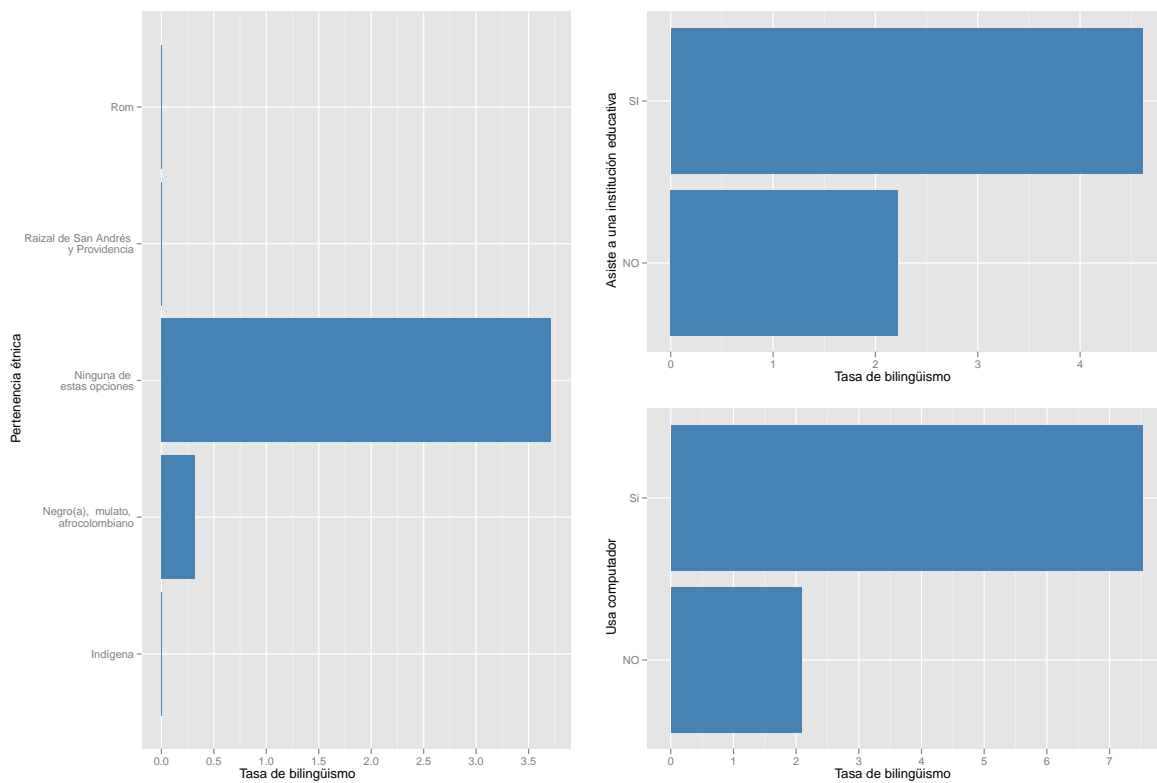 Pertenencia étnica
Rom
Raizal de San Andrés
y Providencia
Ninguna de
estas opciones
Negro(a), mulato,
afrocolombiano
Indígena
0.0 0.5 1.0 1.5 2.0 2.5 3.0 3.5
Tasa de bilingüismo
Asiste a una institución educativa
SI
NO
0 1 2 3 4
Tasa de bilingüismo
Usa computador
Si
NO
0 1 2 3 4 5 6 7
Tasa de bilingüismo